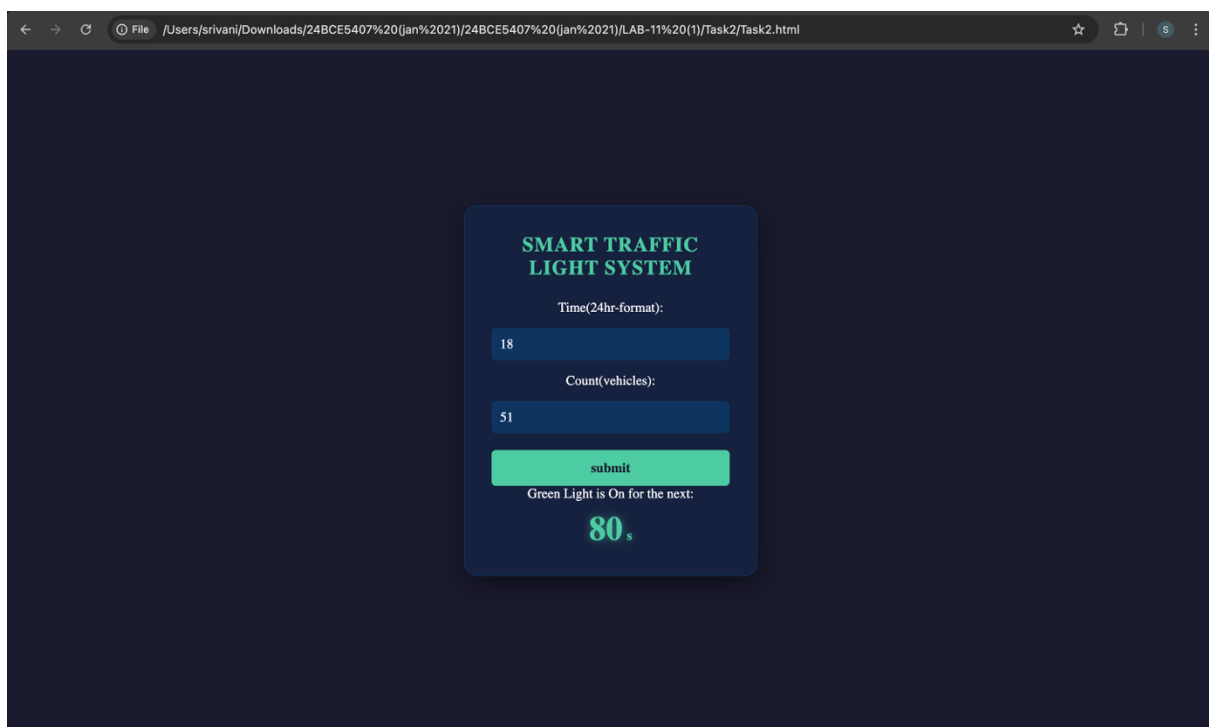 File /Users/srivani/Downloads/24BCE5407%20(jan%2021)/24BCE5407%20(jan%2021)/LAB-11%20(1)/Task2/Task2.html S
SMART TRAFFIC
LIGHT SYSTEM
Time(24hr-format):
18
Count(vehicles):
51
submit
Green Light is On for the next:
80 s